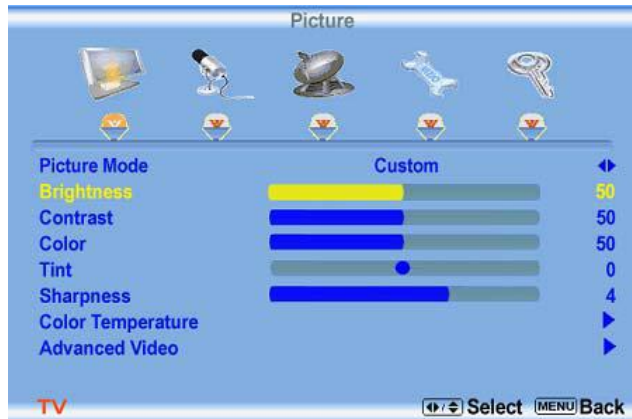 Picture
Picture Mode Custom
Brightness 50
Contrast 50
Color 50
Tint 0
Sharpness 4
Color Temperature
Advanced Video
TV Select MENU Back